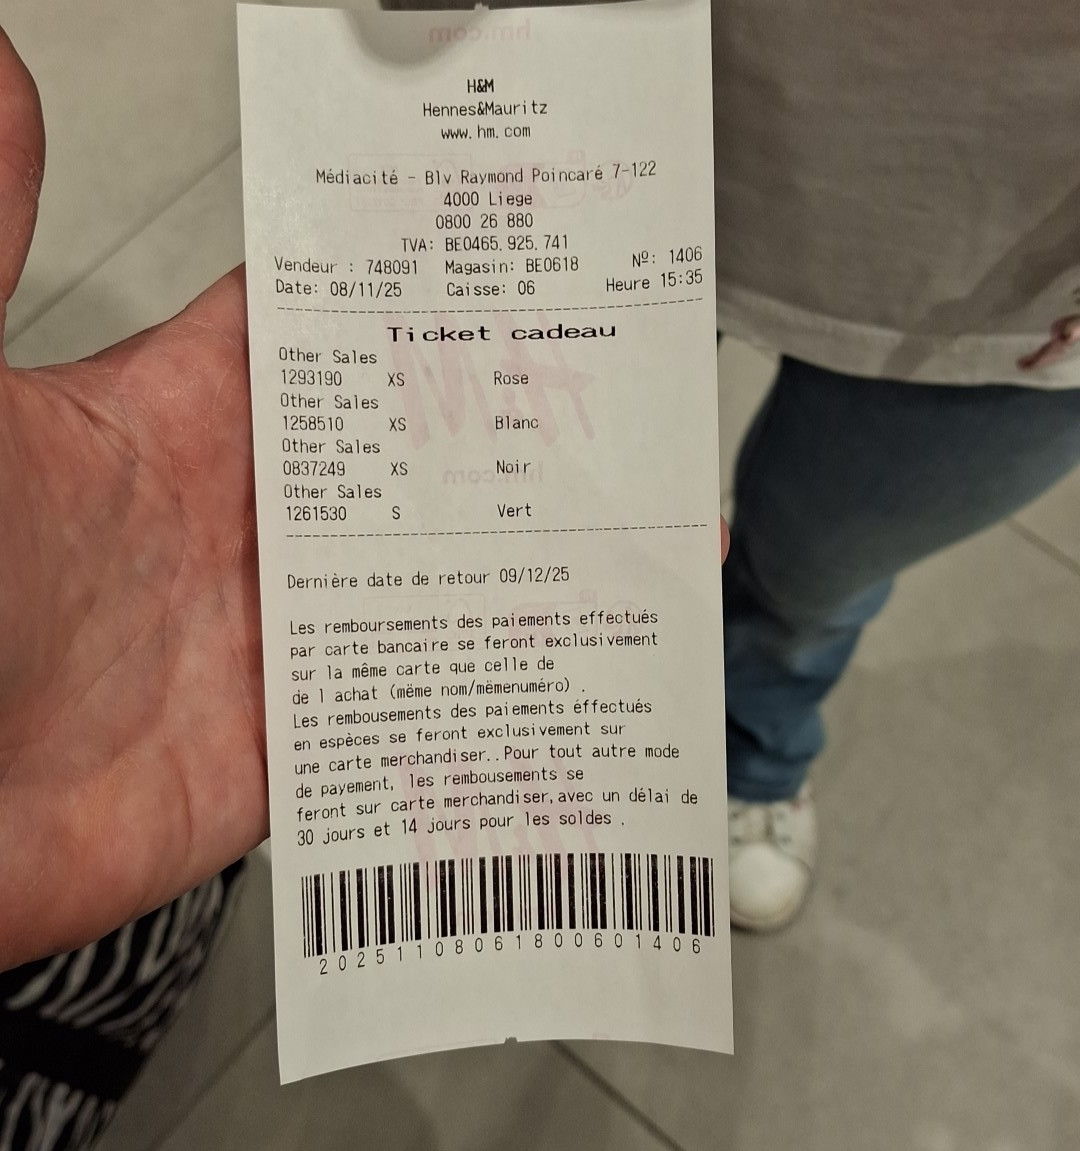 H&M
Hennes&Mauritz
www.hm.com
Médiacité - Blv Raymond Poincaré 7-122
4000 Liege
0800 26 880
TVA: BE0465.925.741
Vendeur : 748091 Magasin: BE0618 Nº: 1406
Date: 08/11/25 Caisse: 06 Heure 15:35
Ticket cadeau
Other Sales
1293190 XS Rose
Other Sales
1258510 XS Blanc
Other Sales
0837249 XS Noir
Other Sales
1261530 S Vert
Dernière date de retour 09/12/25
Les remboursements des paiements effectués
par carte bancaire se feront exclusivement
sur la même carte que celle de
de l achat (mëme nom/mëmenuméro) .
Les rembousements des paiements éffectués
en espèces se feront exclusivement sur
une carte merchandiser..Pour tout autre mode
de payement, les rembousements se
feront sur carte merchandiser,avec un délai de
30 jours et 14 jours pour les soldes .
20251108061800601406